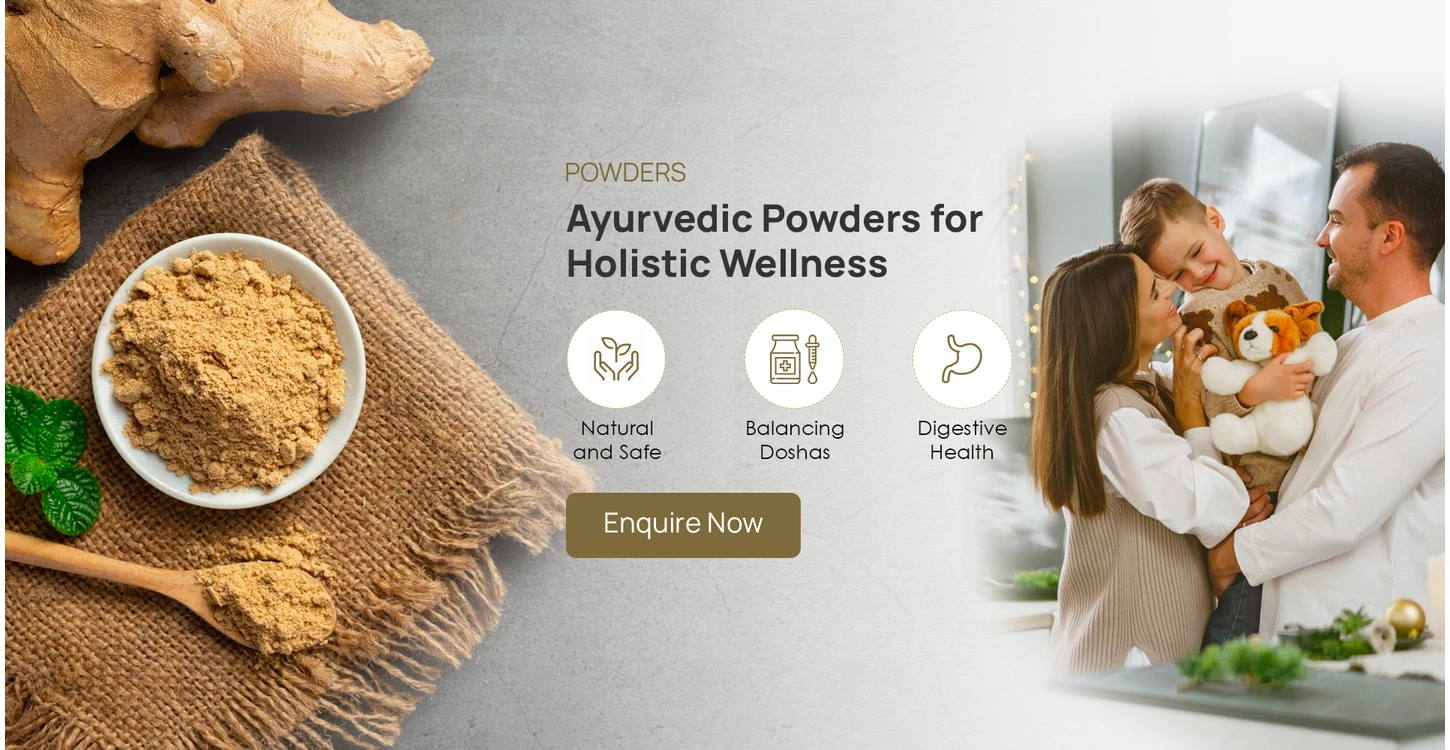 POWDERS
Ayurvedic Powders for
Holistic Wellness
Natural
and Safe
Balancing
Doshas
Digestive
Health
Enquire Now